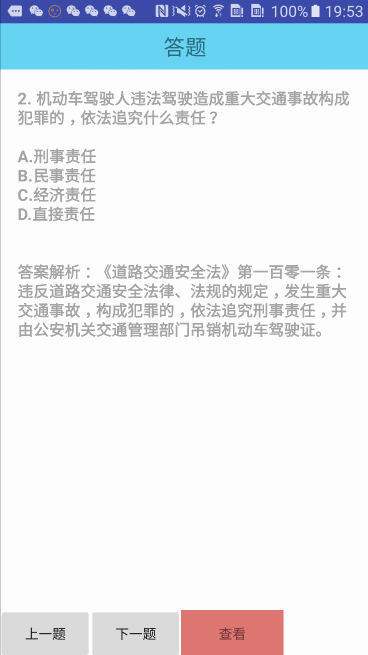 100% 19:53
答题
2. 机动车驾驶人违法驾驶造成重大交通事故构成
犯罪的，依法追究什么责任？
A.刑事责任
B.民事责任
C.经济责任
D.直接责任
答案解析：《道路交通安全法》第一百零一条：
违反道路交通安全法律、法规的规定，发生重大
交通事故，构成犯罪的，依法追究刑事责任，并
由公安机关交通管理部门吊销机动车驾驶证。
上一题 下一题 查看